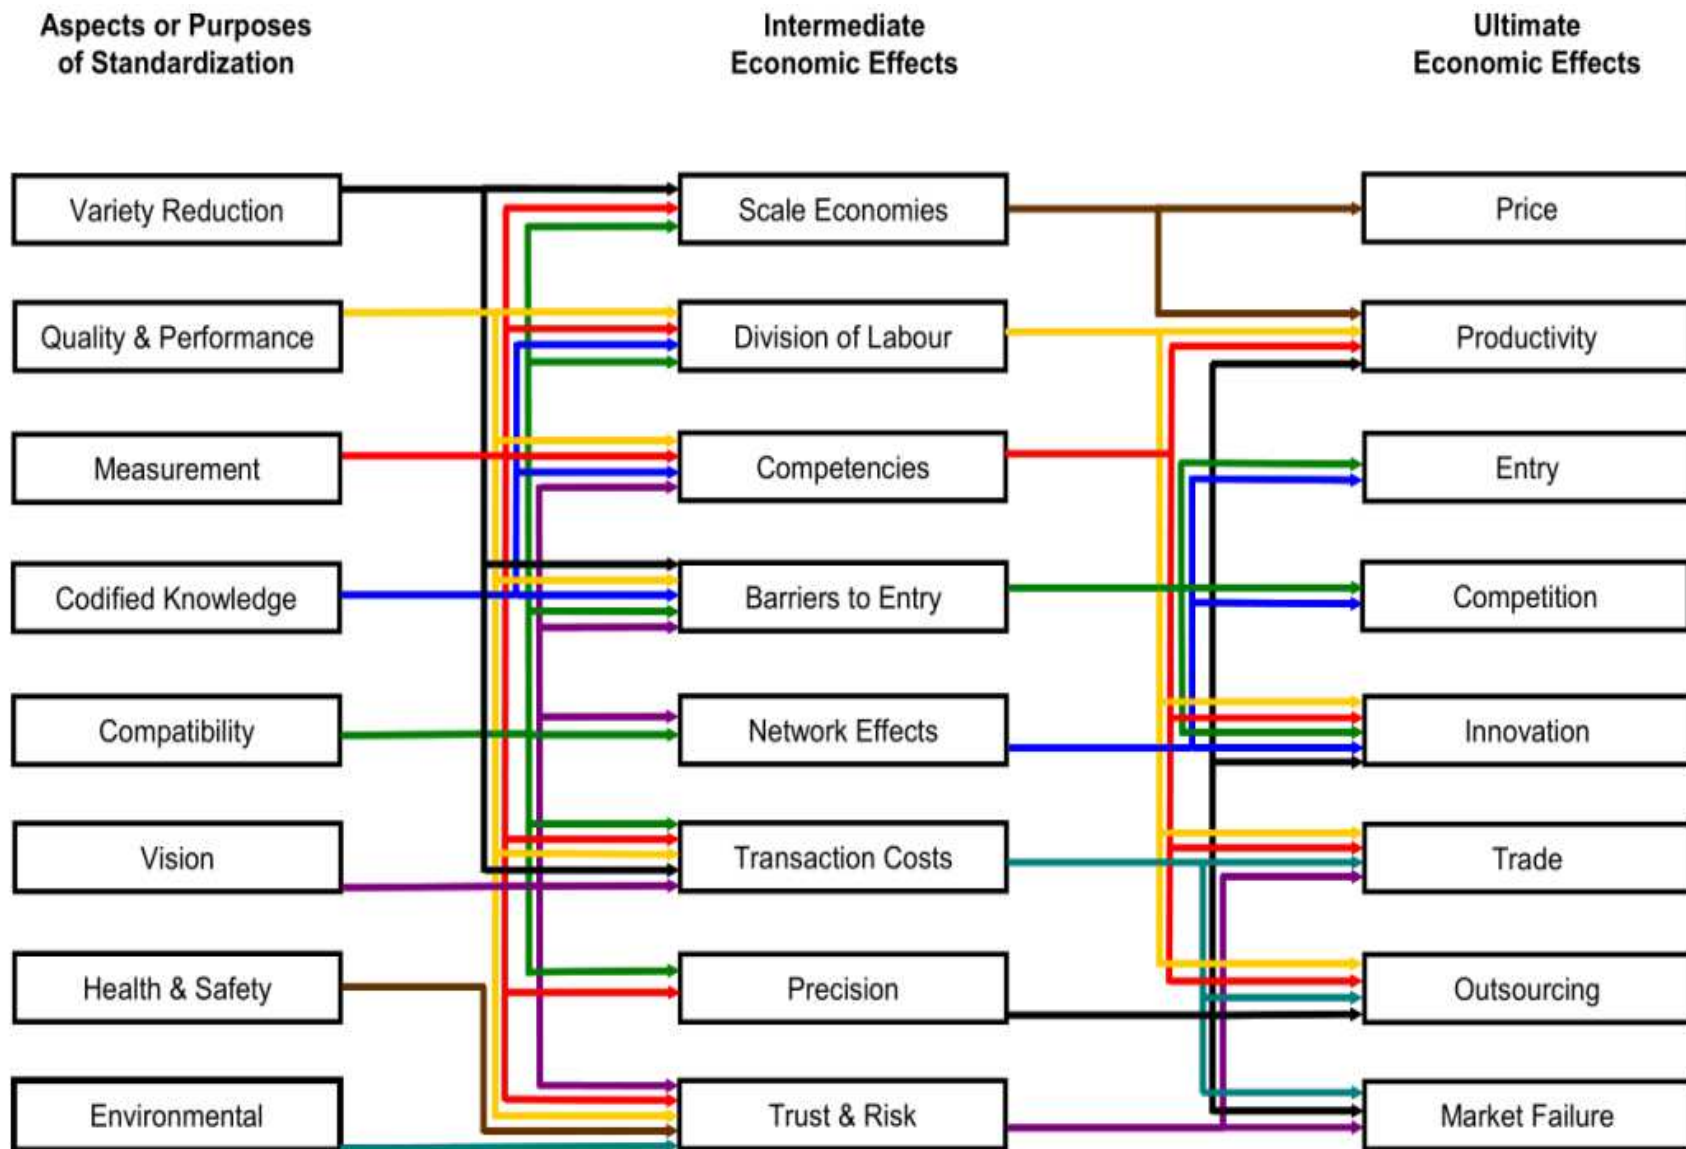 Aspects or Purposes
of Standardization
Intermediate
Economic Effects
Ultimate
Economic Effects
Variety Reduction
Scale Economies
Price
Quality & Performance
Division of Labour
Productivity
Measurement
Competencies
Entry
Codified Knowledge
Barriers to Entry
Competition
Compatibility
Network Effects
Innovation
Vision
Transaction Costs
Trade
Health & Safety
Precision
Outsourcing
Environmental
Trust & Risk
Market Failure